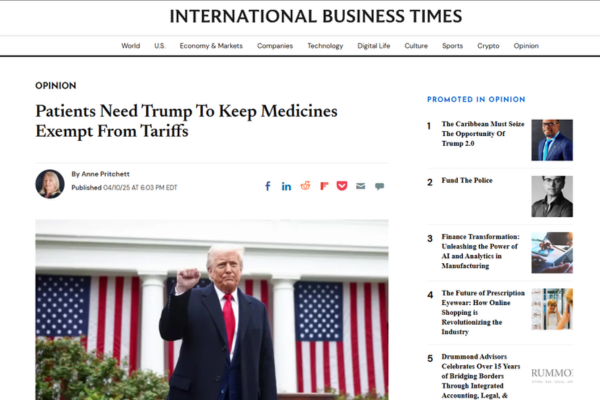 INTERNATIONAL BUSINESS TIMES
World U.S. Economy & Markets Companies Technology Digital Life Culture Sports Crypto Opinion
OPINION
Patients Need Trump To Keep Medicines
Exempt From Tariffs
By Anne Pritchett
Published 04/10/25 AT 6:03 PM EDT
PROMOTED IN OPINION
1 The Caribbean Must Seize
The Opportunity Of
Trump 2.0
2 Fund The Police
3 Finance Transformation:
Unleashing the Power of
AI and Analytics in
Manufacturing
4 The Future of Prescription
Eyewear: How Online
Shopping is
Revolutionizing the
Industry
5 Drummond Advisors
Celebrates Over 15 Years
of Bridging Borders
Through Integrated
Accounting, Legal, &
RUMMO